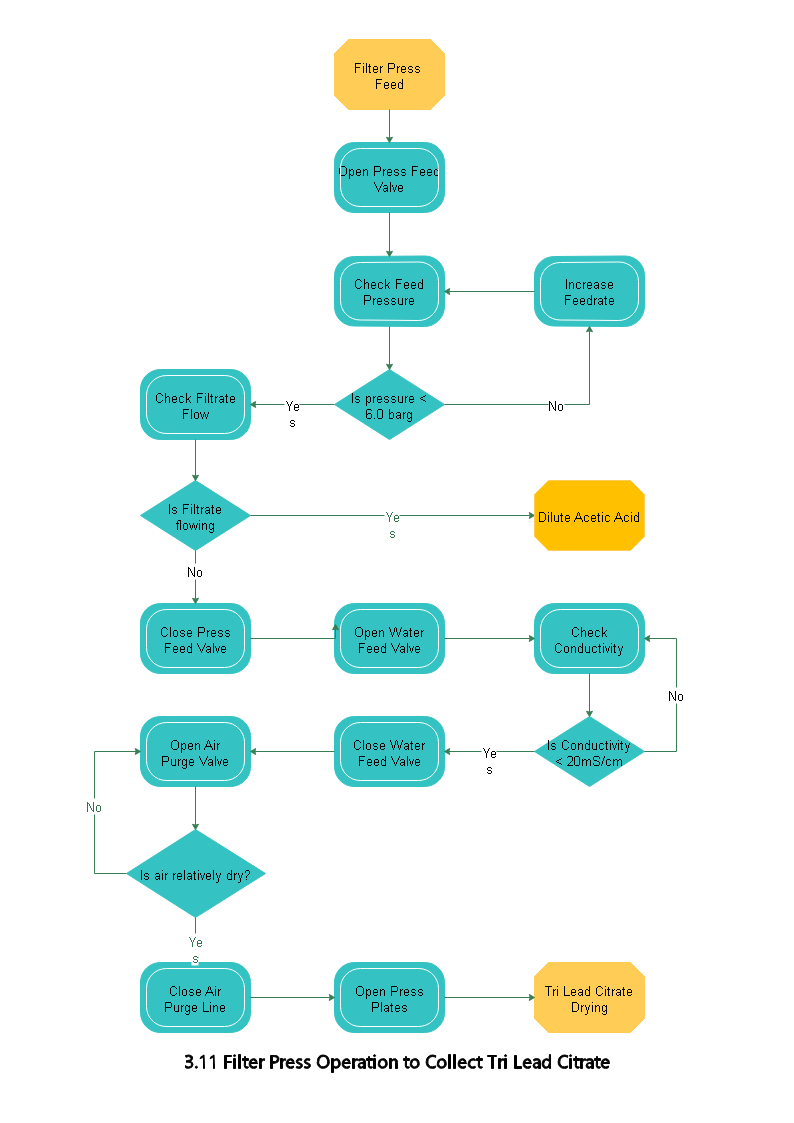 Filter Press
Feed
Open Press Feed
Valve
Check Feed
Pressure
Increase
Feedrate
Is pressure <
6.0 barg
Ye
s
No
Check Filtrate
Flow
Is Filtrate
flowing
Ye
s
Dilute Acetic Acid
No
Close Press
Feed Valve
Open Water
Feed Valve
Check
Conductivity
No
Is Conductivity
< 20mS/cm
Ye
s
Close Water
Feed Valve
Open Air
Purge Valve
No
Is air relatively dry?
Ye
s
Close Air
Purge Line
Open Press
Plates
Tri Lead Citrate
Drying
3.11 Filter Press Operation to Collect Tri Lead Citrate